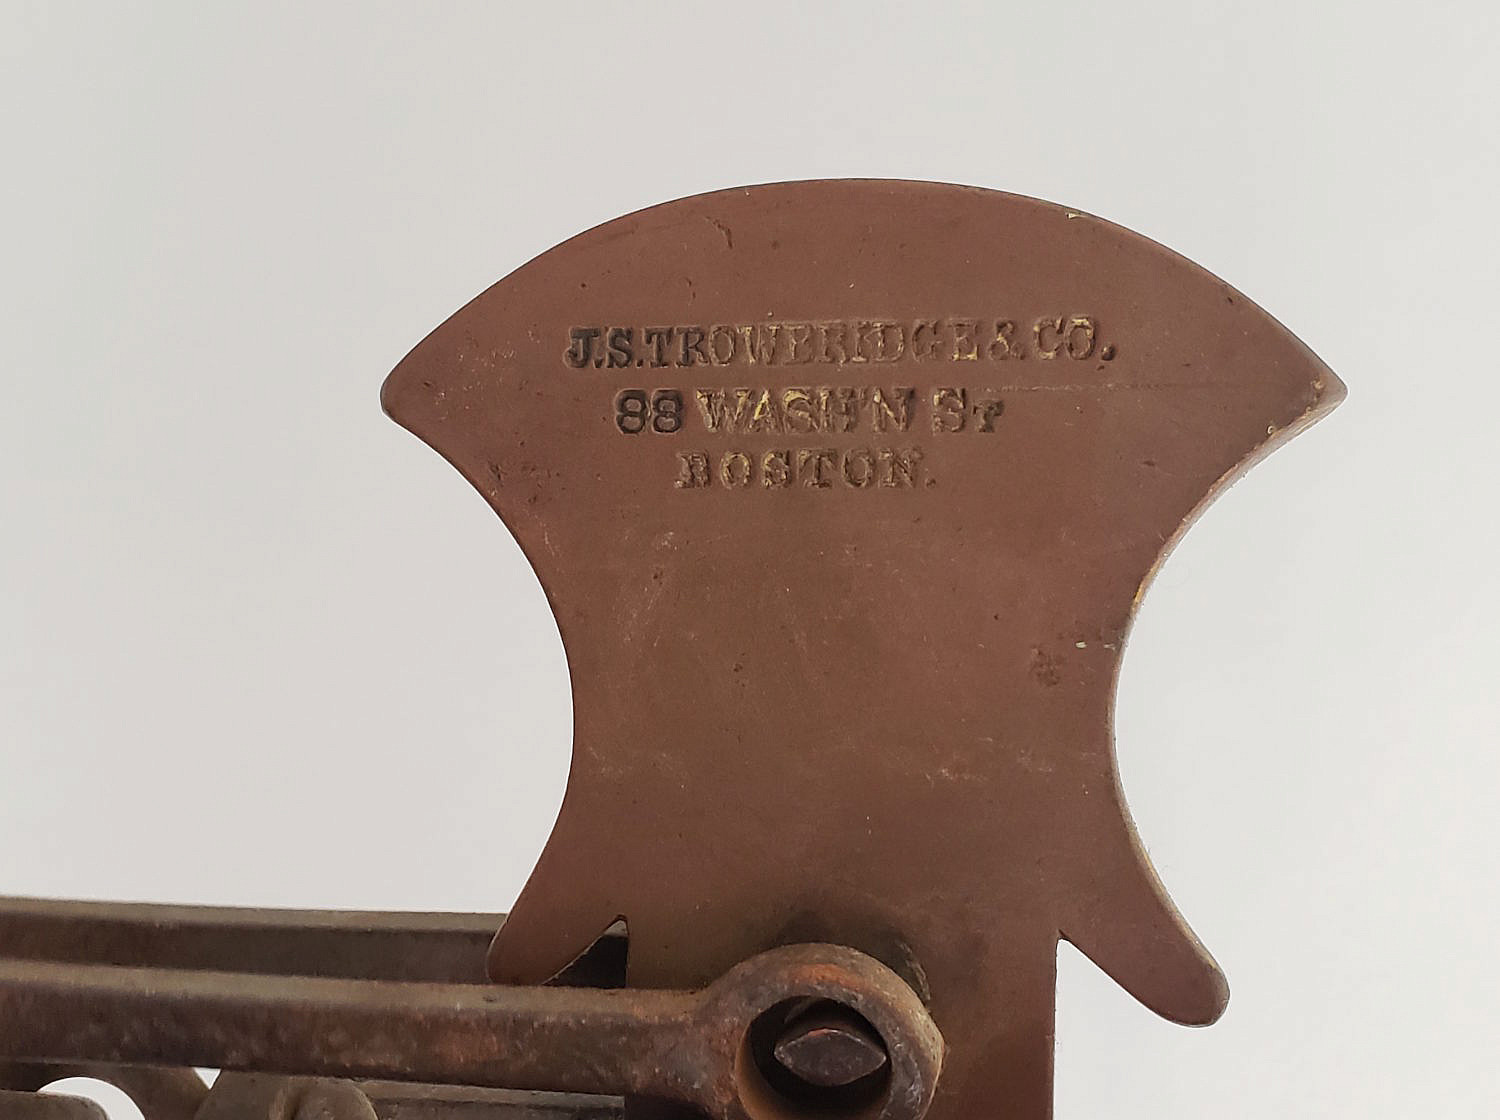 J.S.TROWBRIDGE & CO.
88 WASH'N ST
BOSTON.